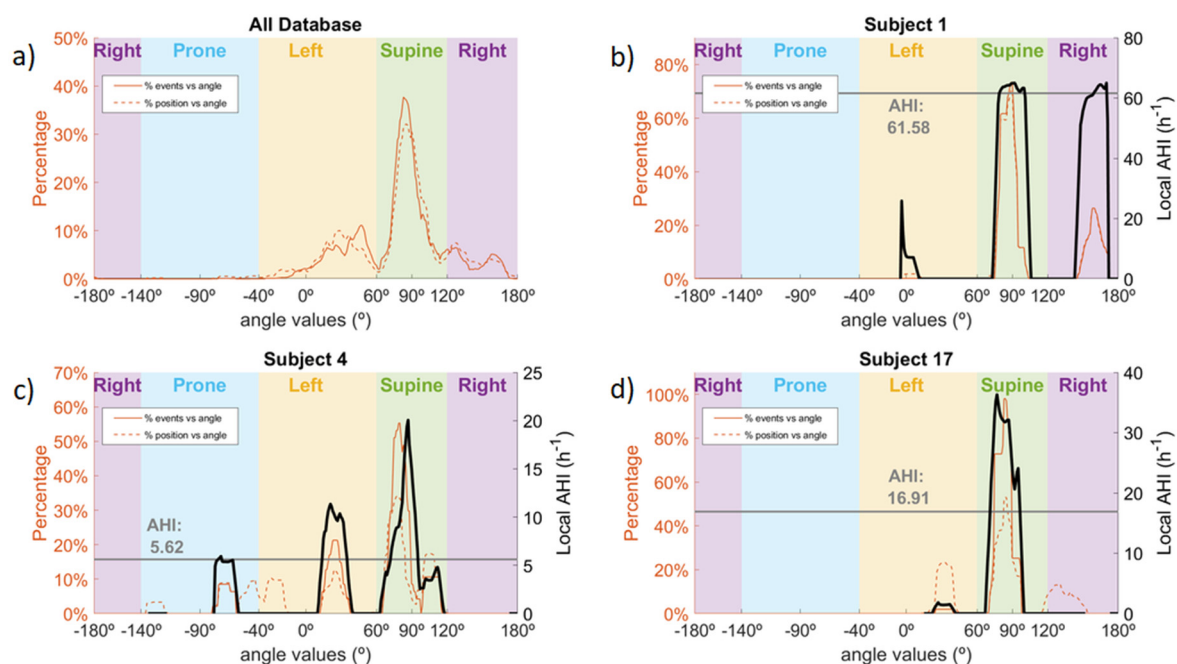 All Database
a)
Right Prone Left Supine Right
50%
40%
30%
20%
10%
0%
Percentage
% events vs angle
% position vs angle
-180º -140º -90º -40º 0º 60º 90º 120º 180º
angle values (º)
Subject 1
b)
Right Prone Left Supine Right
80%
60%
40%
20%
0%
Percentage
% events vs angle
% position vs angle
AHI:
61.58
80
60
40
20
0
Local AHI (h⁻¹)
-180º -140º -90º -40º 0º 60º 90º 120º 180º
angle values (º)
Subject 4
c)
Right Prone Left Supine Right
70%
60%
50%
40%
30%
20%
10%
0%
Percentage
% events vs angle
% position vs angle
AHI:
5.62
25
20
15
10
5
0
Local AHI (h⁻¹)
-180º -140º -90º -40º 0º 60º 90º 120º 180º
angle values (º)
Subject 17
d)
Right Prone Left Supine Right
100%
80%
60%
40%
20%
0%
Percentage
% events vs angle
% position vs angle
AHI:
16.91
40
30
20
10
0
Local AHI (h⁻¹)
-180º -140º -90º -40º 0º 60º 90º 120º 180º
angle values (º)